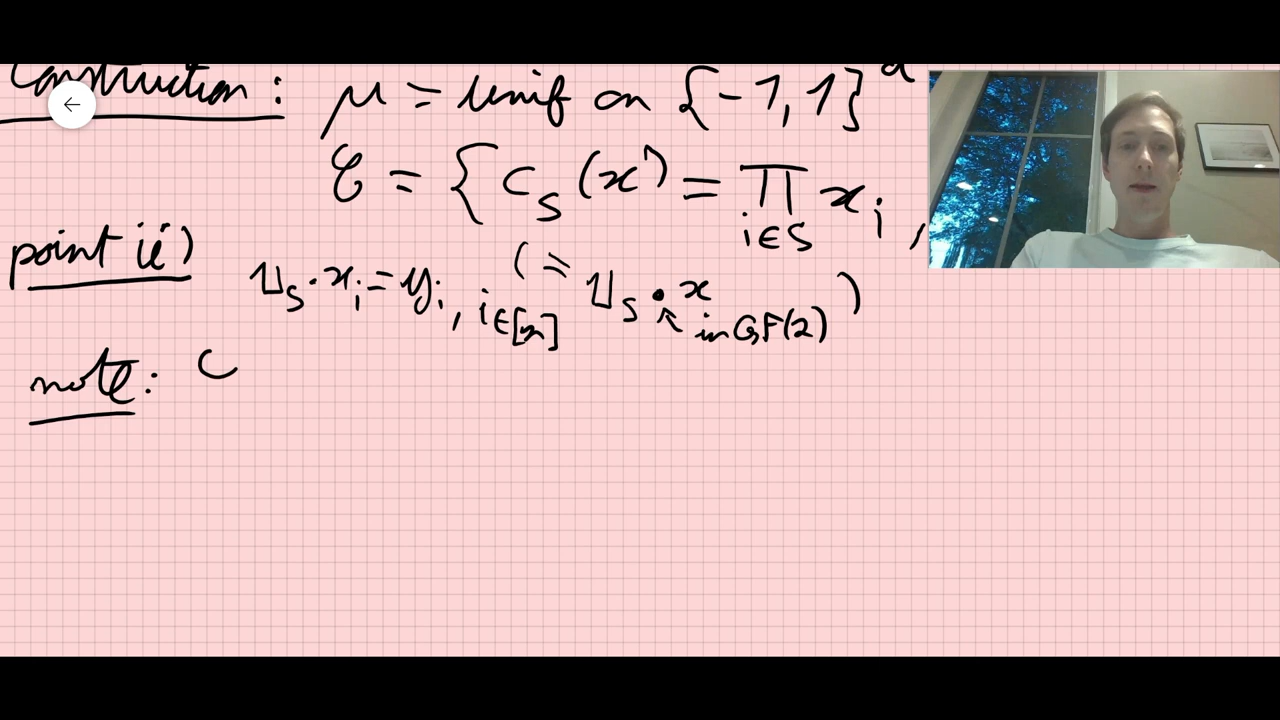 Construction: μ = unif on {-1,1}^d
𝒞 = { c_S(x) = ∏_{i∈S} x_i ,
point ii) 𝟙_S · x_i = y_i , i∈[n] (= 𝟙_S · x )
in GF(2)
note: C